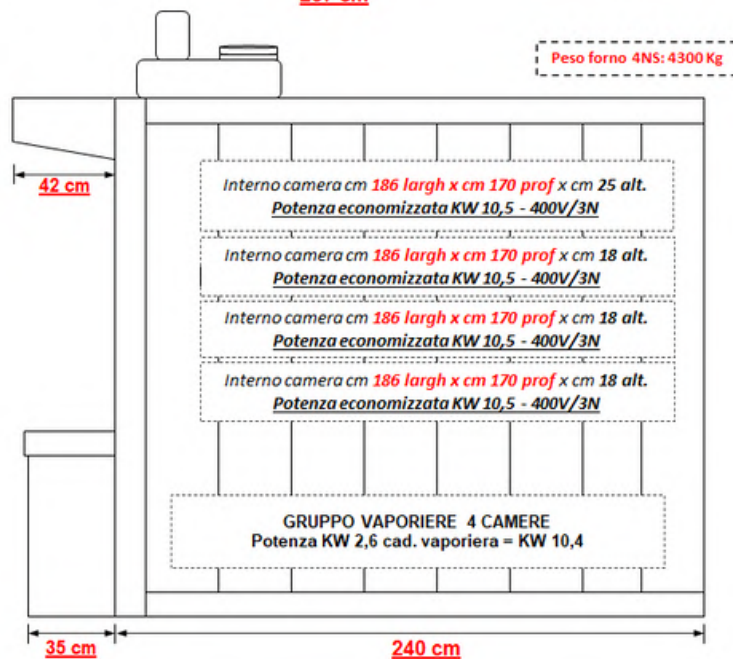 Peso forno 4NS: 4300 Kg
42 cm
Interno camera cm 186 largh x cm 170 prof x cm 25 alt.
Potenza economizzata KW 10,5 - 400V/3N
Interno camera cm 186 largh x cm 170 prof x cm 18 alt.
Potenza economizzata KW 10,5 - 400V/3N
Interno camera cm 186 largh x cm 170 prof x cm 18 alt.
Potenza economizzata KW 10,5 - 400V/3N
Interno camera cm 186 largh x cm 170 prof x cm 18 alt.
Potenza economizzata KW 10,5 - 400V/3N
GRUPPO VAPORIERE 4 CAMERE
Potenza KW 2,6 cad. vaporiera = KW 10,4
35 cm
240 cm